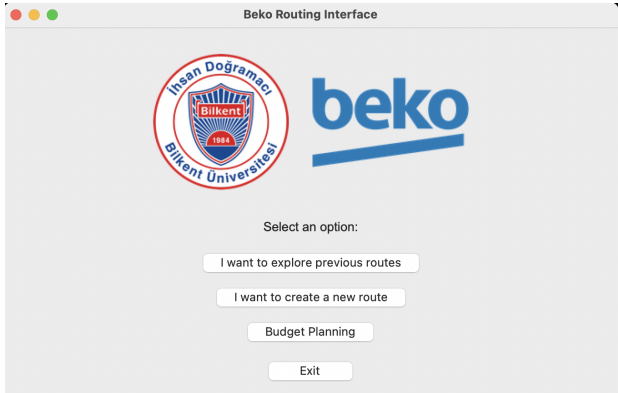 Beko Routing Interface
İhsan Doğramacı
Bilkent
1984
Bilkent Üniversitesi
beko
Select an option:
I want to explore previous routes
I want to create a new route
Budget Planning
Exit